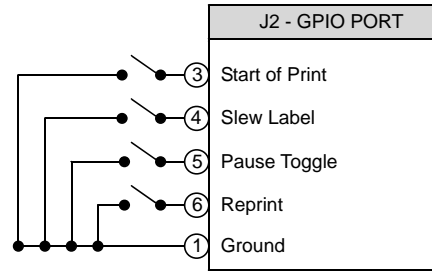 J2 - GPIO PORT
3 Start of Print
4 Slew Label
5 Pause Toggle
6 Reprint
1 Ground